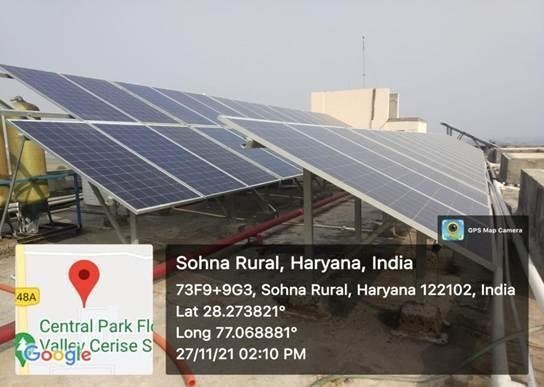 GPS Map Camera
Sohna Rural, Haryana, India
73F9+9G3, Sohna Rural, Haryana 122102, India
Lat 28.273821°
Long 77.068881°
27/11/21 02:10 PM
48A
Central Park Flo
Valley Cerise S
Google